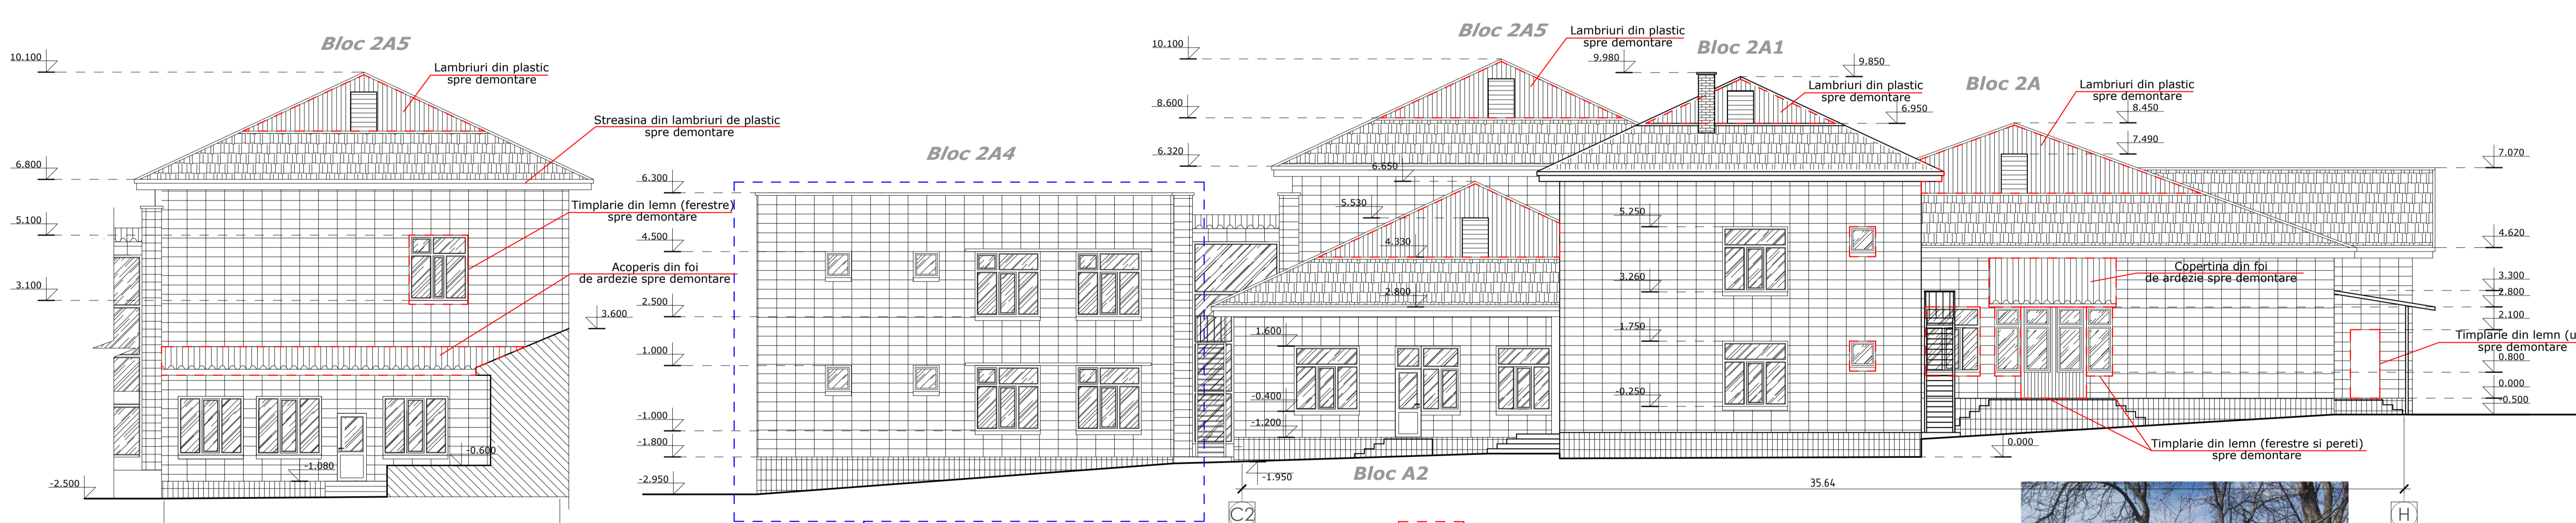 Bloc 2A5
10.100
Lambriuri din plastic
spre demontare
Streasina din lambriuri de plastic
spre demontare
6.800
Timplarie din lemn (ferestre)
spre demontare
5.100
Acoperis din foi
de ardezie spre demontare
3.100
3.600
-0.600
-1.080
-2.500
Bloc 2A4
6.300
4.500
2.500
1.000
-1.000
-1.800
-2.950
Bloc 2A5
10.100
Lambriuri din plastic
spre demontare
8.600
6.320
6.650
5.530
4.330
2.800
1.600
-0.400
-1.200
-1.950
Bloc A2
Bloc 2A1
9.980
9.850
Lambriuri din plastic
spre demontare
6.950
5.250
3.260
1.750
-0.250
0.000
Bloc 2A
Lambriuri din plastic
spre demontare
8.450
7.490
7.070
4.620
Copertina din foi
de ardezie spre demontare
3.300
2.800
2.100
Timplarie din lemn (u
spre demontare
0.800
0.000
-0.500
Timplarie din lemn (ferestre si pereti)
spre demontare
35.64
C2
H